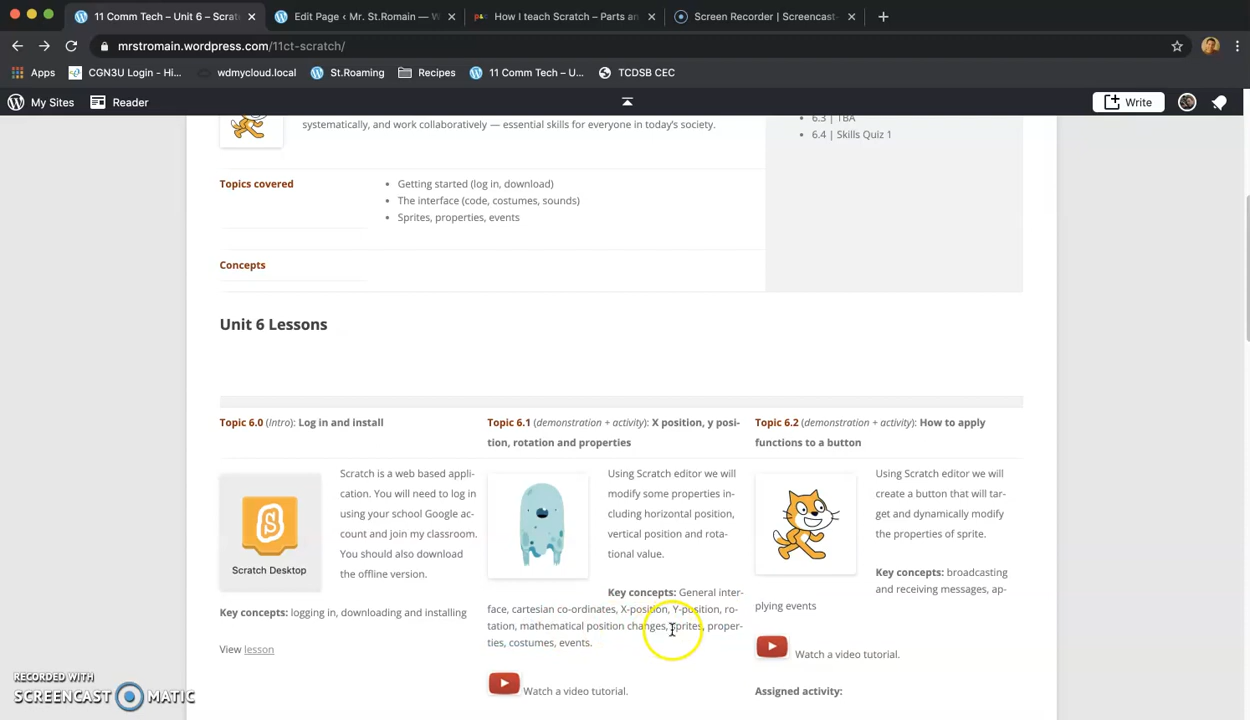 11 Comm Tech – Unit 6 – Scrat
Edit Page ‹ Mr. St.Romain — W
How I teach Scratch – Parts an
Screen Recorder | Screencast-
mrstromain.wordpress.com/11ct-scratch/
Apps
CGN3U Login - Hi...
wdmycloud.local
St.Roaming
Recipes
11 Comm Tech – U...
TCDSB CEC
My Sites
Reader
Write
systematically, and work collaboratively — essential skills for everyone in today's society.
6.3 | TBA
6.4 | Skills Quiz 1
Topics covered
Getting started (log in, download)
The interface (code, costumes, sounds)
Sprites, properties, events
Concepts
Unit 6 Lessons
Topic 6.0 (Intro): Log in and install
Scratch is a web based appli-
cation. You will need to log in
using your school Google ac-
count and join my classroom.
You should also download
the offline version.
Scratch Desktop
Key concepts: logging in, downloading and installing
View lesson
Topic 6.1 (demonstration + activity): X position, y posi-
tion, rotation and properties
Using Scratch editor we will
modify some properties in-
cluding horizontal position,
vertical position and rota-
tional value.
Key concepts: General inter-
face, cartesian co-ordinates, X-position, Y-position, ro-
tation, mathematical position changes, sprites, proper-
ties, costumes, events.
Watch a video tutorial.
Topic 6.2 (demonstration + activity): How to apply
functions to a button
Using Scratch editor we will
create a button that will tar-
get and dynamically modify
the properties of sprite.
Key concepts: broadcasting
and receiving messages, ap-
plying events
Watch a video tutorial.
Assigned activity:
RECORDED WITH
SCREENCAST MATIC